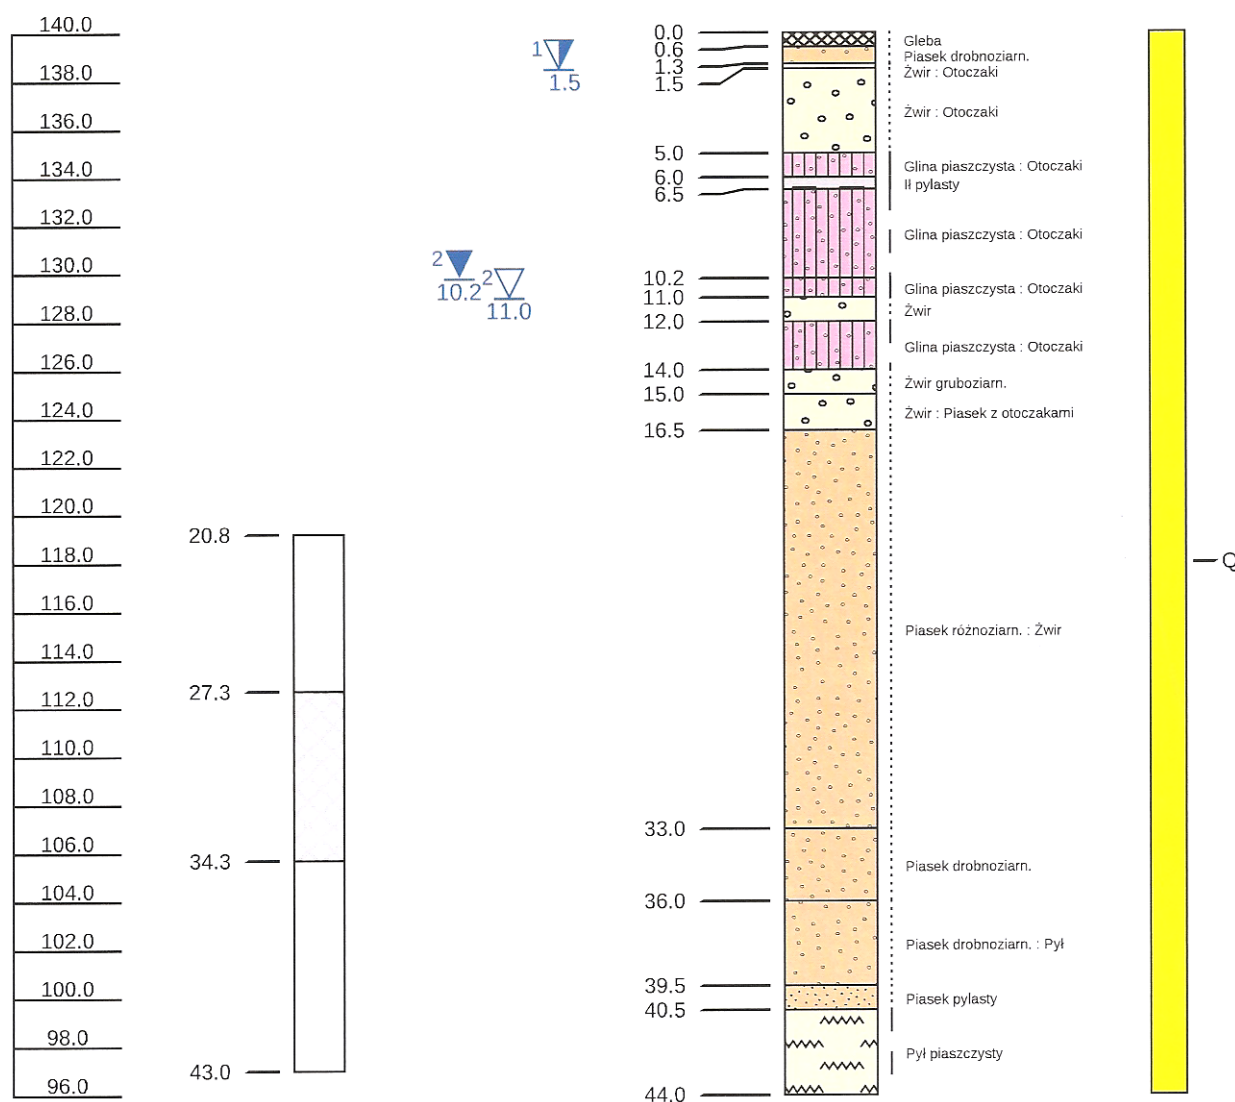 140.0
138.0
136.0
134.0
132.0
130.0
128.0
126.0
124.0
122.0
120.0
118.0
116.0
114.0
112.0
110.0
108.0
106.0
104.0
102.0
100.0
98.0
96.0
20.8
27.3
34.3
43.0
1
1.5
2
10.2
2
11.0
0.0
0.6
1.3
1.5
5.0
6.0
6.5
10.2
11.0
12.0
14.0
15.0
16.5
33.0
36.0
39.5
40.5
44.0
Gleba
Piasek drobnoziarn.
Żwir : Otoczaki
Żwir : Otoczaki
Glina piaszczysta : Otoczaki
Ił pylasty
Glina piaszczysta : Otoczaki
Glina piaszczysta : Otoczaki
Żwir
Glina piaszczysta : Otoczaki
Żwir gruboziarn.
Żwir : Piasek z otoczakami
Piasek różnoziarn. : Żwir
Piasek drobnoziarn.
Piasek drobnoziarn. : Pył
Piasek pylasty
Pył piaszczysty
Q